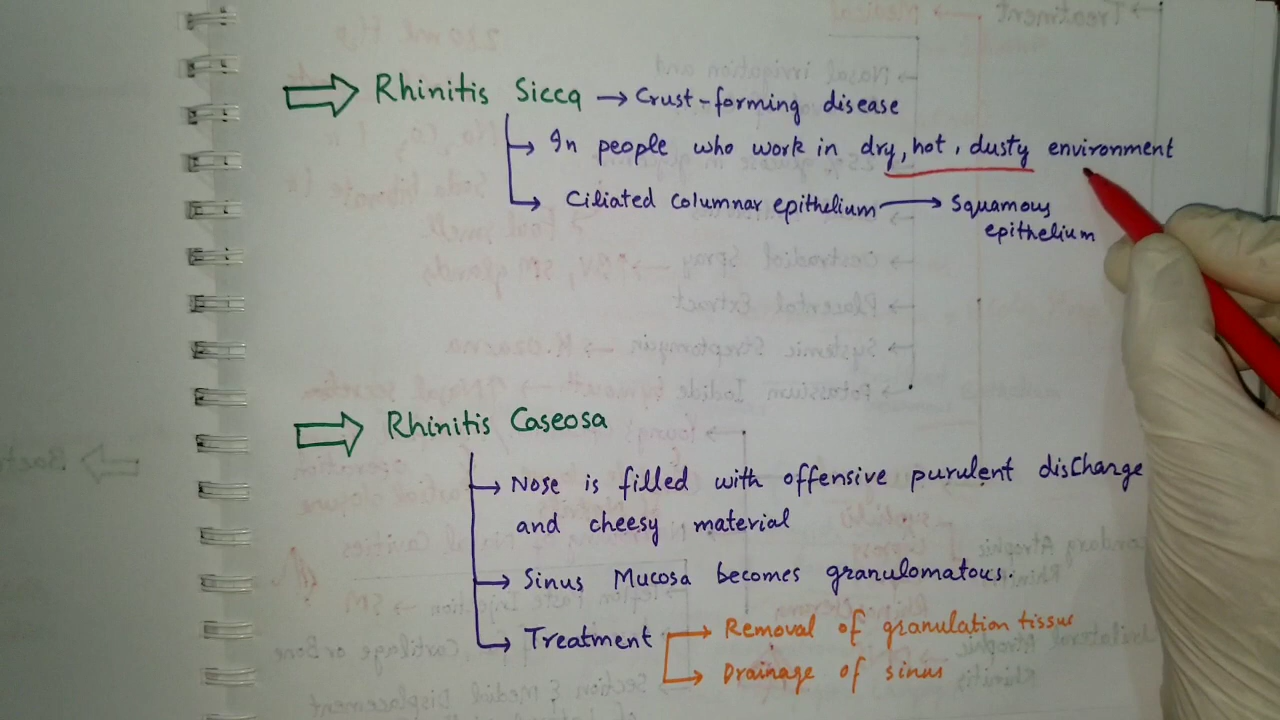 Rhinitis Sicca → Crust-forming disease
→ In people who work in dry, hot, dusty environment
→ Ciliated columnar epithelium → Squamous
epithelium
Rhinitis Caseosa
→ Nose is filled with offensive purulent discharge
and cheesy material
→ Sinus Mucosa becomes granulomatous.
→ Treatment → Removal of granulation tissue
→ Drainage of sinus